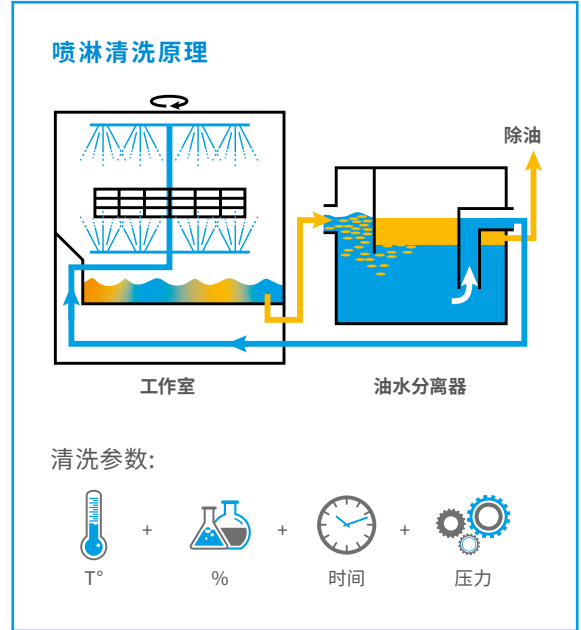 喷淋清洗原理
除油
工作室
油水分离器
清洗参数:
+ + +
T° % 时间 压力